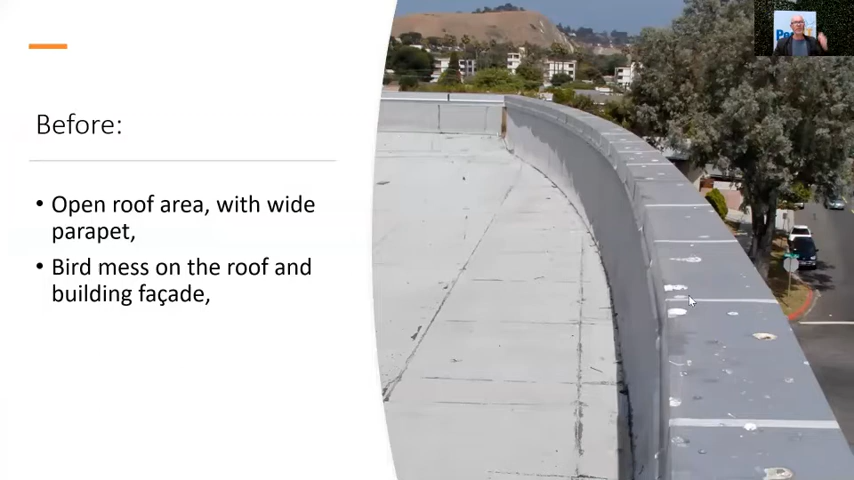 Before:
• Open roof area, with wide
parapet,
• Bird mess on the roof and
building façade,